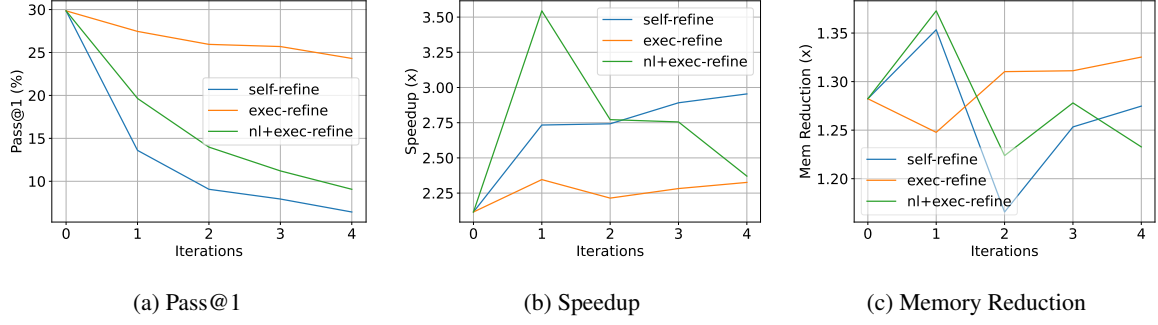 30
25
20
15
10
Pass@1 (%)
self-refine
exec-refine
nl+exec-refine
0 1 2 3 4
Iterations
(a) Pass@1
3.50
3.25
3.00
2.75
2.50
2.25
Speedup (x)
self-refine
exec-refine
nl+exec-refine
0 1 2 3 4
Iterations
(b) Speedup
1.35
1.30
1.25
1.20
Mem Reduction (x)
self-refine
exec-refine
nl+exec-refine
0 1 2 3 4
Iterations
(c) Memory Reduction